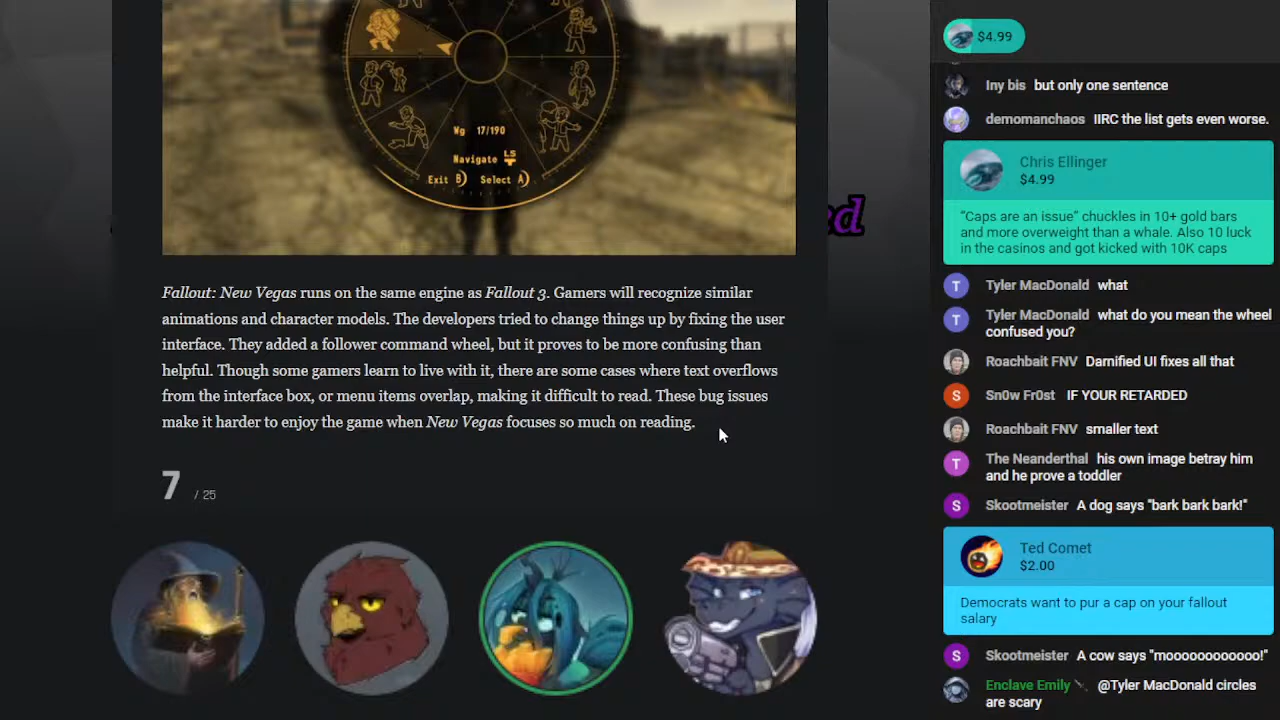 Wg 17/190
Navigate LS
Exit B) Select A)
ed
Fallout: New Vegas runs on the same engine as Fallout 3. Gamers will recognize similar
animations and character models. The developers tried to change things up by fixing the user
interface. They added a follower command wheel, but it proves to be more confusing than
helpful. Though some gamers learn to live with it, there are some cases where text overflows
from the interface box, or menu items overlap, making it difficult to read. These bug issues
make it harder to enjoy the game when New Vegas focuses so much on reading.
7 / 25
$4.99
Iny bis but only one sentence
demomanchaos IIRC the list gets even worse.
Chris Ellinger
$4.99
“Caps are an issue” chuckles in 10+ gold bars
and more overweight than a whale. Also 10 luck
in the casinos and got kicked with 10K caps
T Tyler MacDonald what
T Tyler MacDonald what do you mean the wheel
confused you?
Roachbait FNV Darnified UI fixes all that
S Sn0w Fr0st IF YOUR RETARDED
Roachbait FNV smaller text
T The Neanderthal his own image betray him
and he prove a toddler
S Skootmeister A dog says "bark bark bark!"
Ted Comet
$2.00
Democrats want to pur a cap on your fallout
salary
S Skootmeister A cow says "moooooooooooo!"
Enclave Emily @Tyler MacDonald circles
are scary